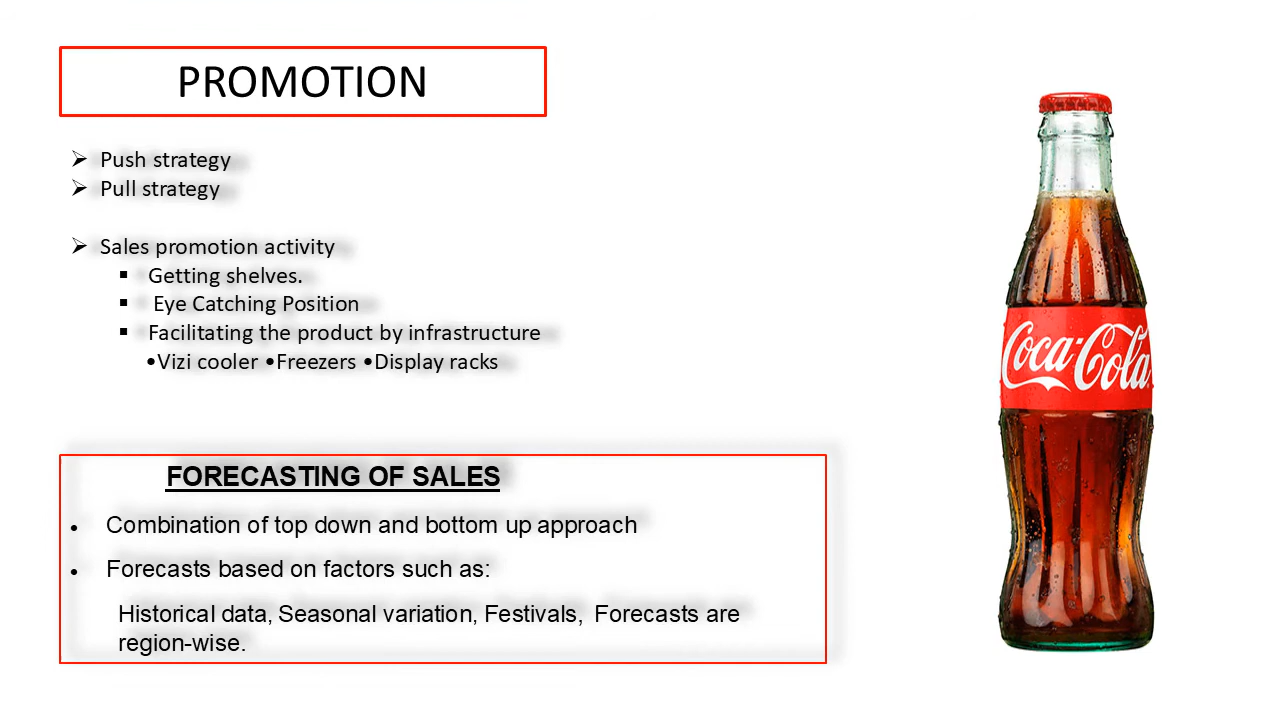 PROMOTION
➢ Push strategy
➢ Pull strategy
➢ Sales promotion activity
▪ Getting shelves.
▪ Eye Catching Position
▪ Facilitating the product by infrastructure
•Vizi cooler •Freezers •Display racks
FORECASTING OF SALES
• Combination of top down and bottom up approach
• Forecasts based on factors such as:
Historical data, Seasonal variation, Festivals, Forecasts are
region-wise.
Coca-Cola